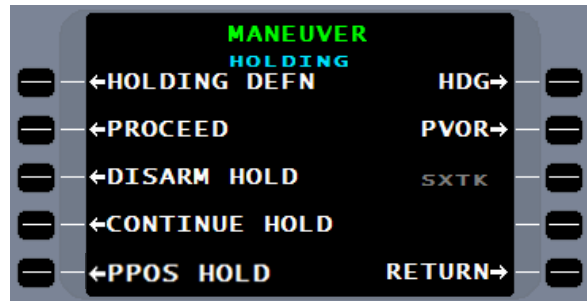 MANEUVER
HOLDING
←HOLDING DEFN HDG→
←PROCEED PVOR→
←DISARM HOLD SXTK
←CONTINUE HOLD
←PPOS HOLD RETURN→